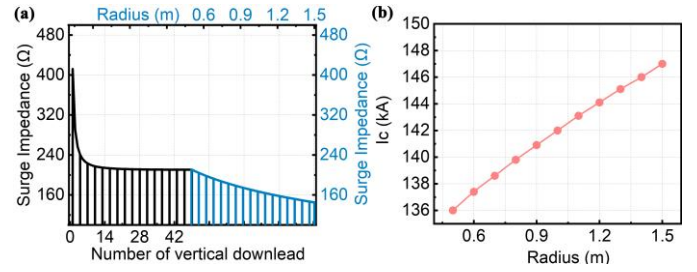 (a)
Radius (m)
0.6 0.9 1.2 1.5
Surge Impedance (Ω)
480
400
320
240
160
480
400
320
240
160
Surge Impedance (Ω)
0 14 28 42
Number of vertical downlead
(b)
Ic (kA)
150
148
146
144
142
140
138
136
0.6 0.9 1.2 1.5
Radius (m)